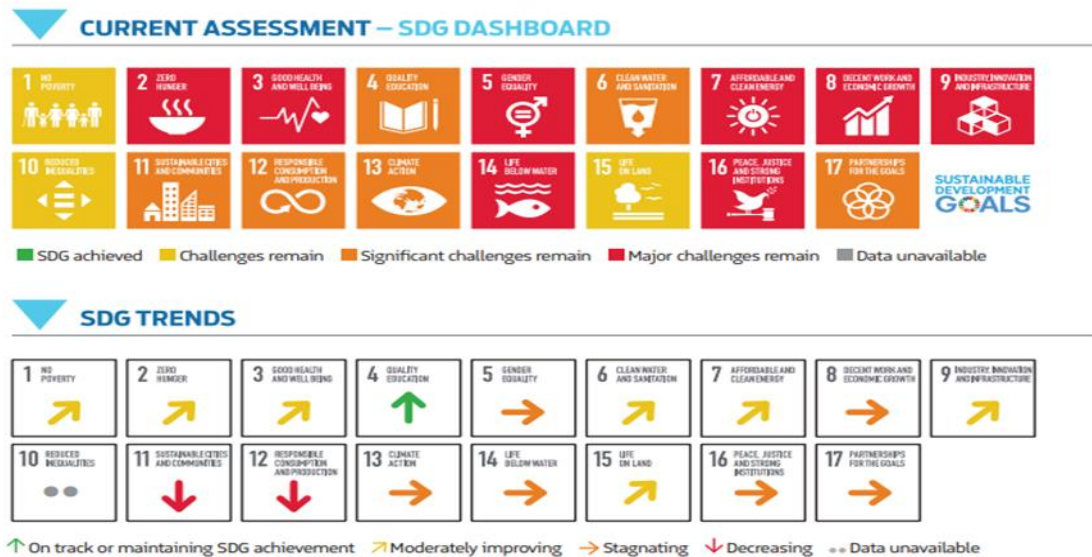 CURRENT ASSESSMENT – SDG DASHBOARD
1 NO POVERTY
2 ZERO HUNGER
3 GOOD HEALTH AND WELL BEING
4 QUALITY EDUCATION
5 GENDER EQUALITY
6 CLEAN WATER AND SANITATION
7 AFFORDABLE AND CLEAN ENERGY
8 DECENT WORK AND ECONOMIC GROWTH
9 INDUSTRY, INNOVATION AND INFRASTRUCTURE
10 REDUCED INEQUALITIES
11 SUSTAINABLE CITIES AND COMMUNITIES
12 RESPONSIBLE CONSUMPTION AND PRODUCTION
13 CLIMATE ACTION
14 LIFE BELOW WATER
15 LIFE ON LAND
16 PEACE, JUSTICE AND STRONG INSTITUTIONS
17 PARTNERSHIPS FOR THE GOALS
SUSTAINABLE
DEVELOPMENT
GOALS
SDG achieved Challenges remain Significant challenges remain Major challenges remain Data unavailable
SDG TRENDS
1 NO POVERTY
2 ZERO HUNGER
3 GOOD HEALTH AND WELL BEING
4 QUALITY EDUCATION
5 GENDER EQUALITY
6 CLEAN WATER AND SANITATION
7 AFFORDABLE AND CLEAN ENERGY
8 DECENT WORK AND ECONOMIC GROWTH
9 INDUSTRY, INNOVATION AND INFRASTRUCTURE
10 REDUCED INEQUALITIES
11 SUSTAINABLE CITIES AND COMMUNITIES
12 RESPONSIBLE CONSUMPTION AND PRODUCTION
13 CLIMATE ACTION
14 LIFE BELOW WATER
15 LIFE ON LAND
16 PEACE, JUSTICE AND STRONG INSTITUTIONS
17 PARTNERSHIPS FOR THE GOALS
On track or maintaining SDG achievement Moderately improving Stagnating Decreasing Data unavailable